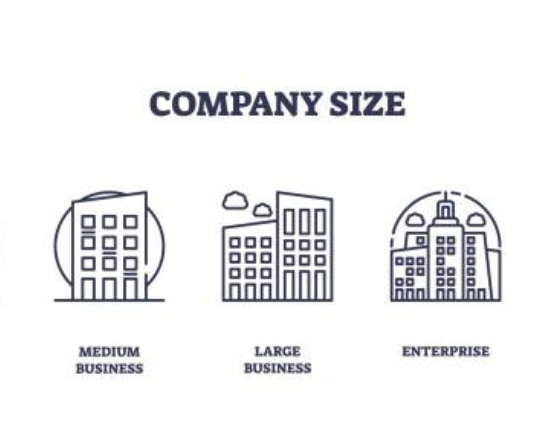 COMPANY SIZE
MEDIUM
BUSINESS
LARGE
BUSINESS
ENTERPRISE